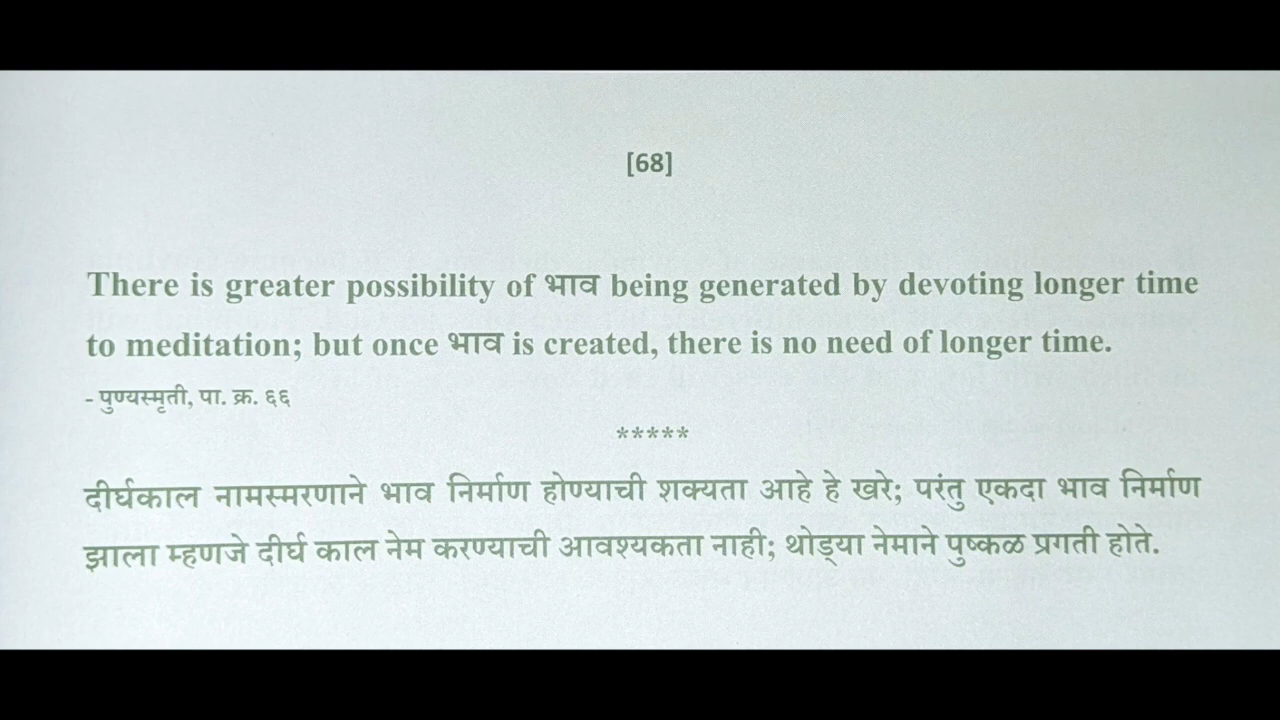 [68]
There is greater possibility of भाव being generated by devoting longer time
to meditation; but once भाव is created, there is no need of longer time.
- पुण्यस्मृती, पा. क्र. ६६
*****
दीर्घकाल नामस्मरणाने भाव निर्माण होण्याची शक्यता आहे हे खरे; परंतु एकदा भाव निर्माण
झाला म्हणजे दीर्घ काल नेम करण्याची आवश्यकता नाही; थोड्या नेमाने पुष्कळ प्रगती होते.